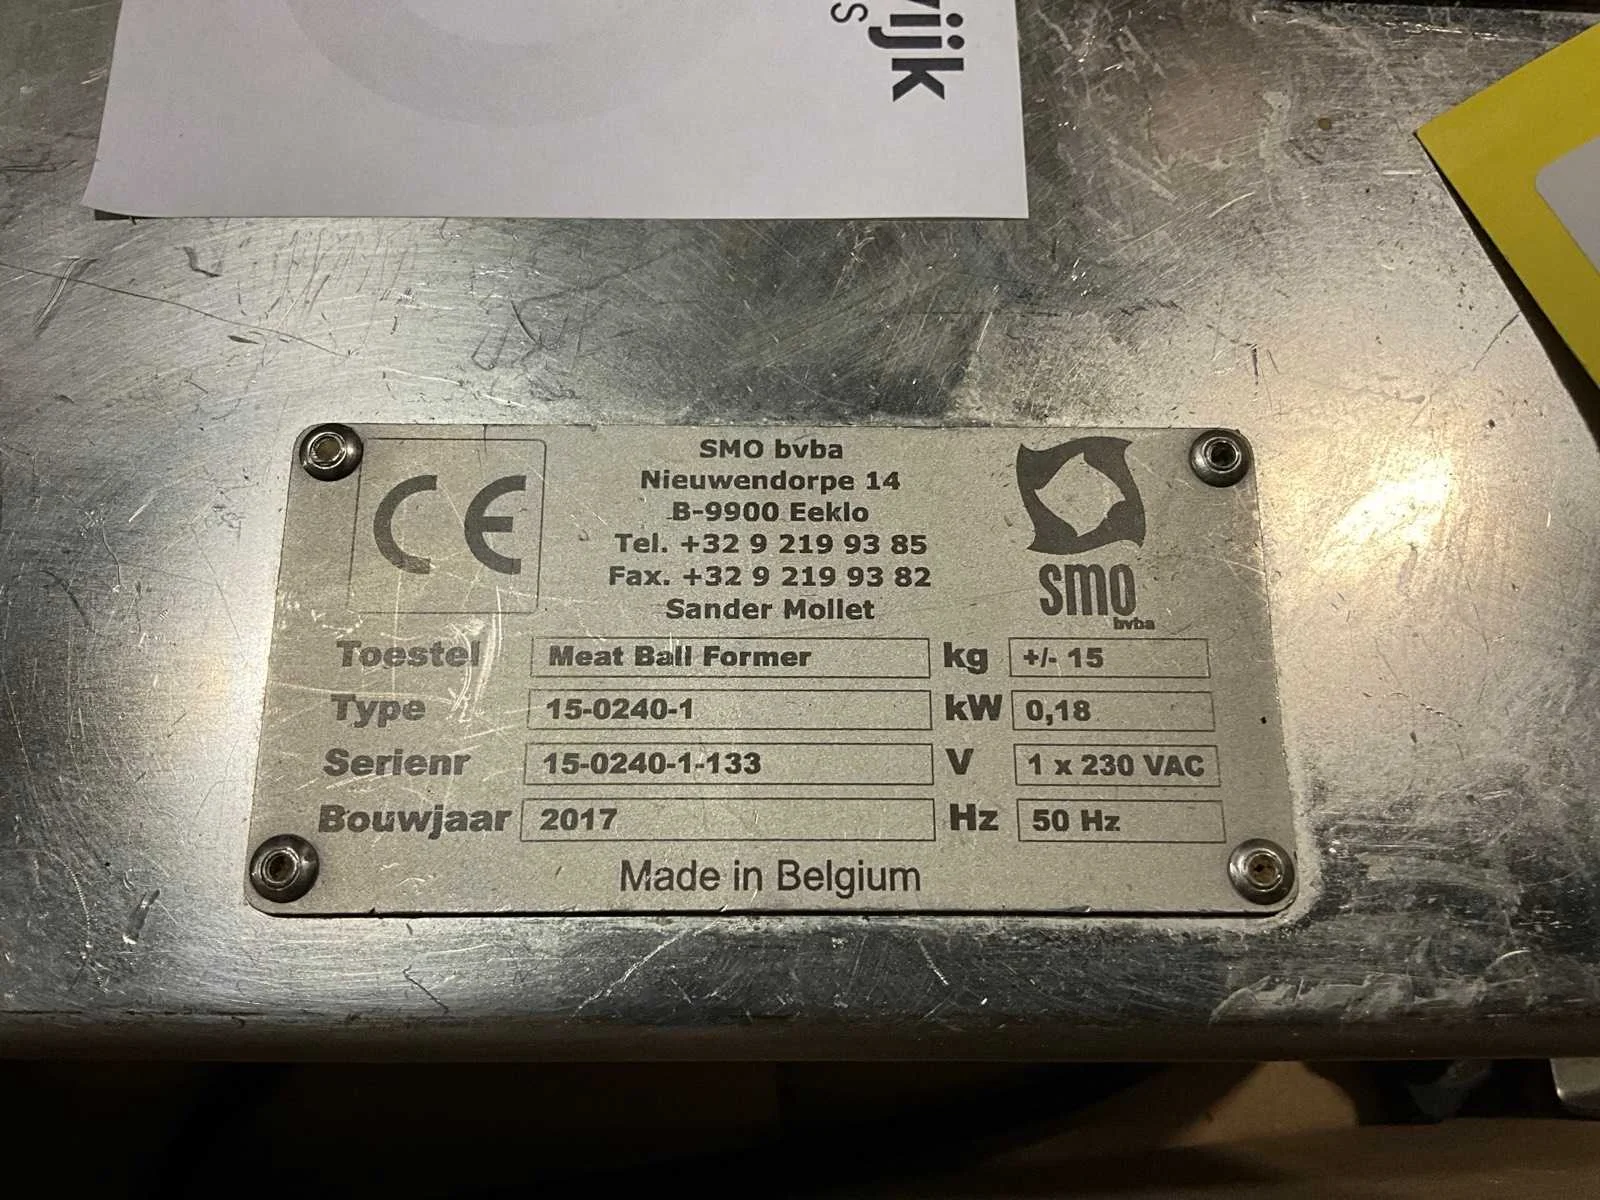 ijk
S
CE
SMO bvba
Nieuwendorpe 14
B-9900 Eeklo
Tel. +32 9 219 93 85
Fax. +32 9 219 93 82
Sander Mollet
smo
bvba
Toestel Meat Ball Former kg +/- 15
Type 15-0240-1 kW 0,18
Serienr 15-0240-1-133 V 1 x 230 VAC
Bouwjaar 2017 Hz 50 Hz
Made in Belgium